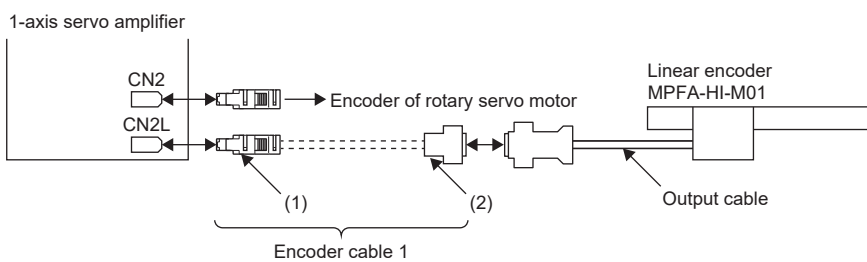 1-axis servo amplifier
CN2
Encoder of rotary servo motor
Linear encoder
MPFA-HI-M01
CN2L
(1)
(2)
Output cable
Encoder cable 1